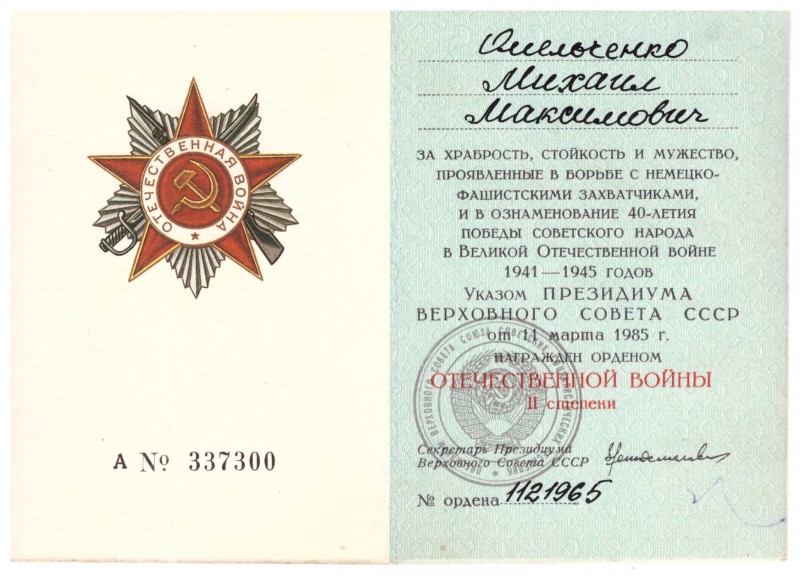 ОТЕЧЕСТВЕННАЯ ВОЙНА
А № 337300
Омельченко
Михаил
Максимович
ЗА ХРАБРОСТЬ, СТОЙКОСТЬ И МУЖЕСТВО,
ПРОЯВЛЕННЫЕ В БОРЬБЕ С НЕМЕЦКО-
ФАШИСТСКИМИ ЗАХВАТЧИКАМИ,
И В ОЗНАМЕНОВАНИЕ 40-ЛЕТИЯ
ПОБЕДЫ СОВЕТСКОГО НАРОДА
В ВЕЛИКОЙ ОТЕЧЕСТВЕННОЙ ВОЙНЕ
1941—1945 ГОДОВ
УКАЗОМ ПРЕЗИДИУМА
ВЕРХОВНОГО СОВЕТА СССР
от 11 марта 1985 г.
НАГРАЖДЕН ОРДЕНОМ
ОТЕЧЕСТВЕННОЙ ВОЙНЫ
II степени
Секретарь Президиума
Верховного Совета СССР
№ ордена 1121965